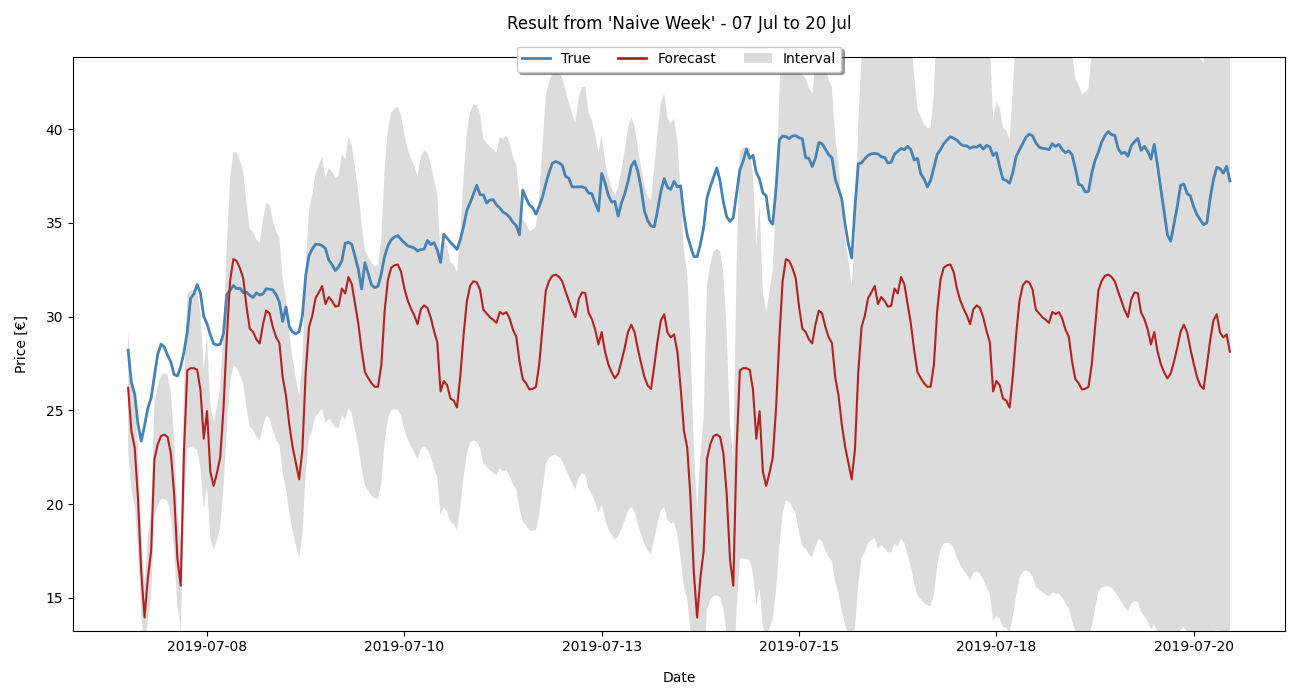 Result from 'Naive Week' - 07 Jul to 20 Jul
True Forecast Interval
Price [€]
40
35
30
25
20
15
2019-07-08 2019-07-10 2019-07-13 2019-07-15 2019-07-18 2019-07-20
Date